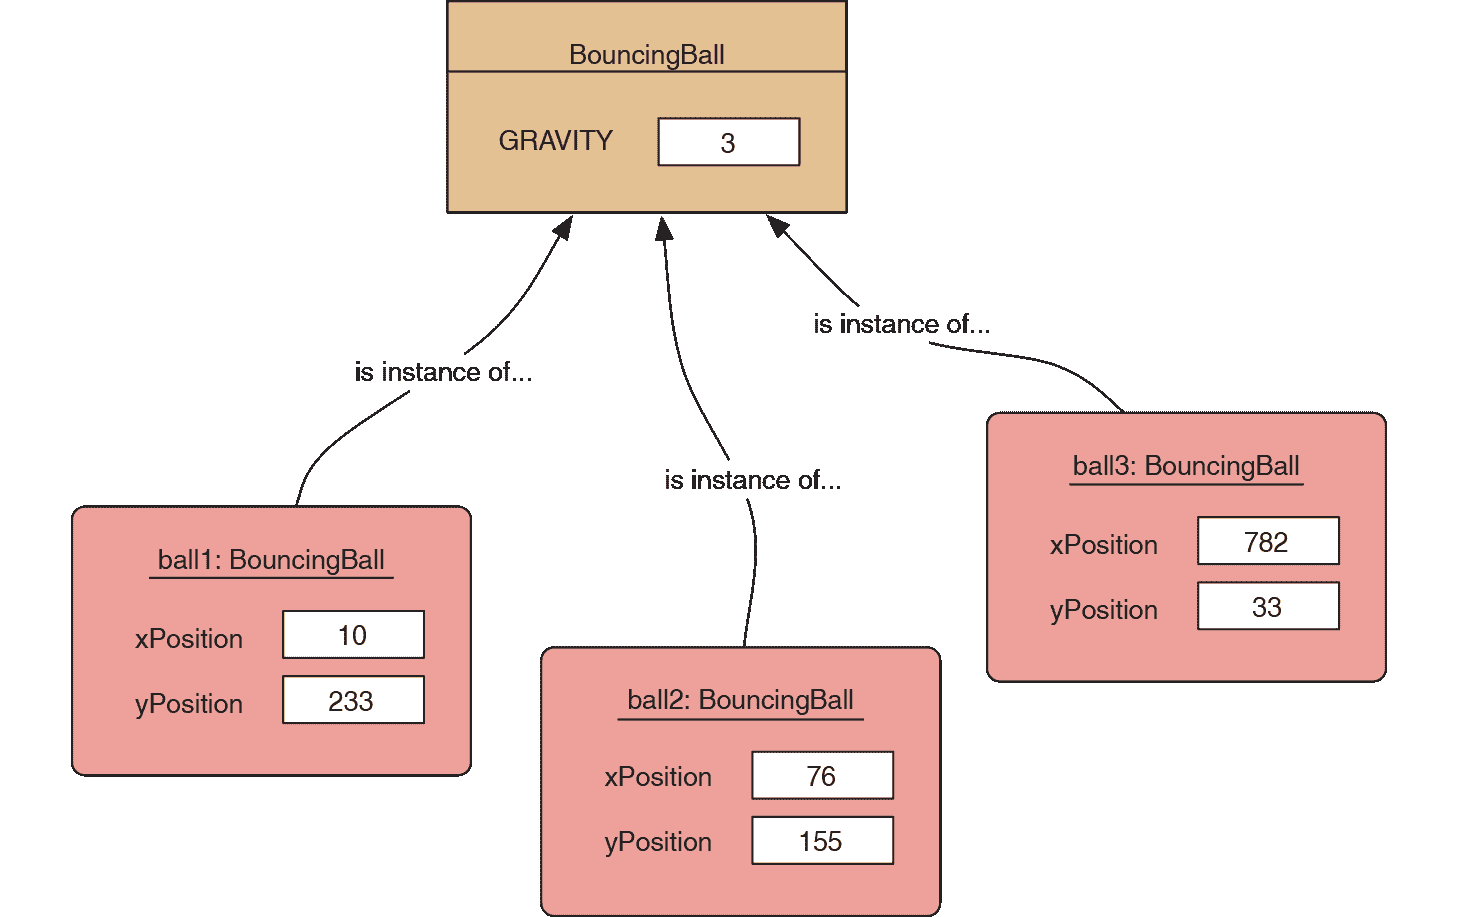 BouncingBall
GRAVITY 3
is instance of...
is instance of...
is instance of...
ball1: BouncingBall
xPosition 10
yPosition 233
ball2: BouncingBall
xPosition 76
yPosition 155
ball3: BouncingBall
xPosition 782
yPosition 33